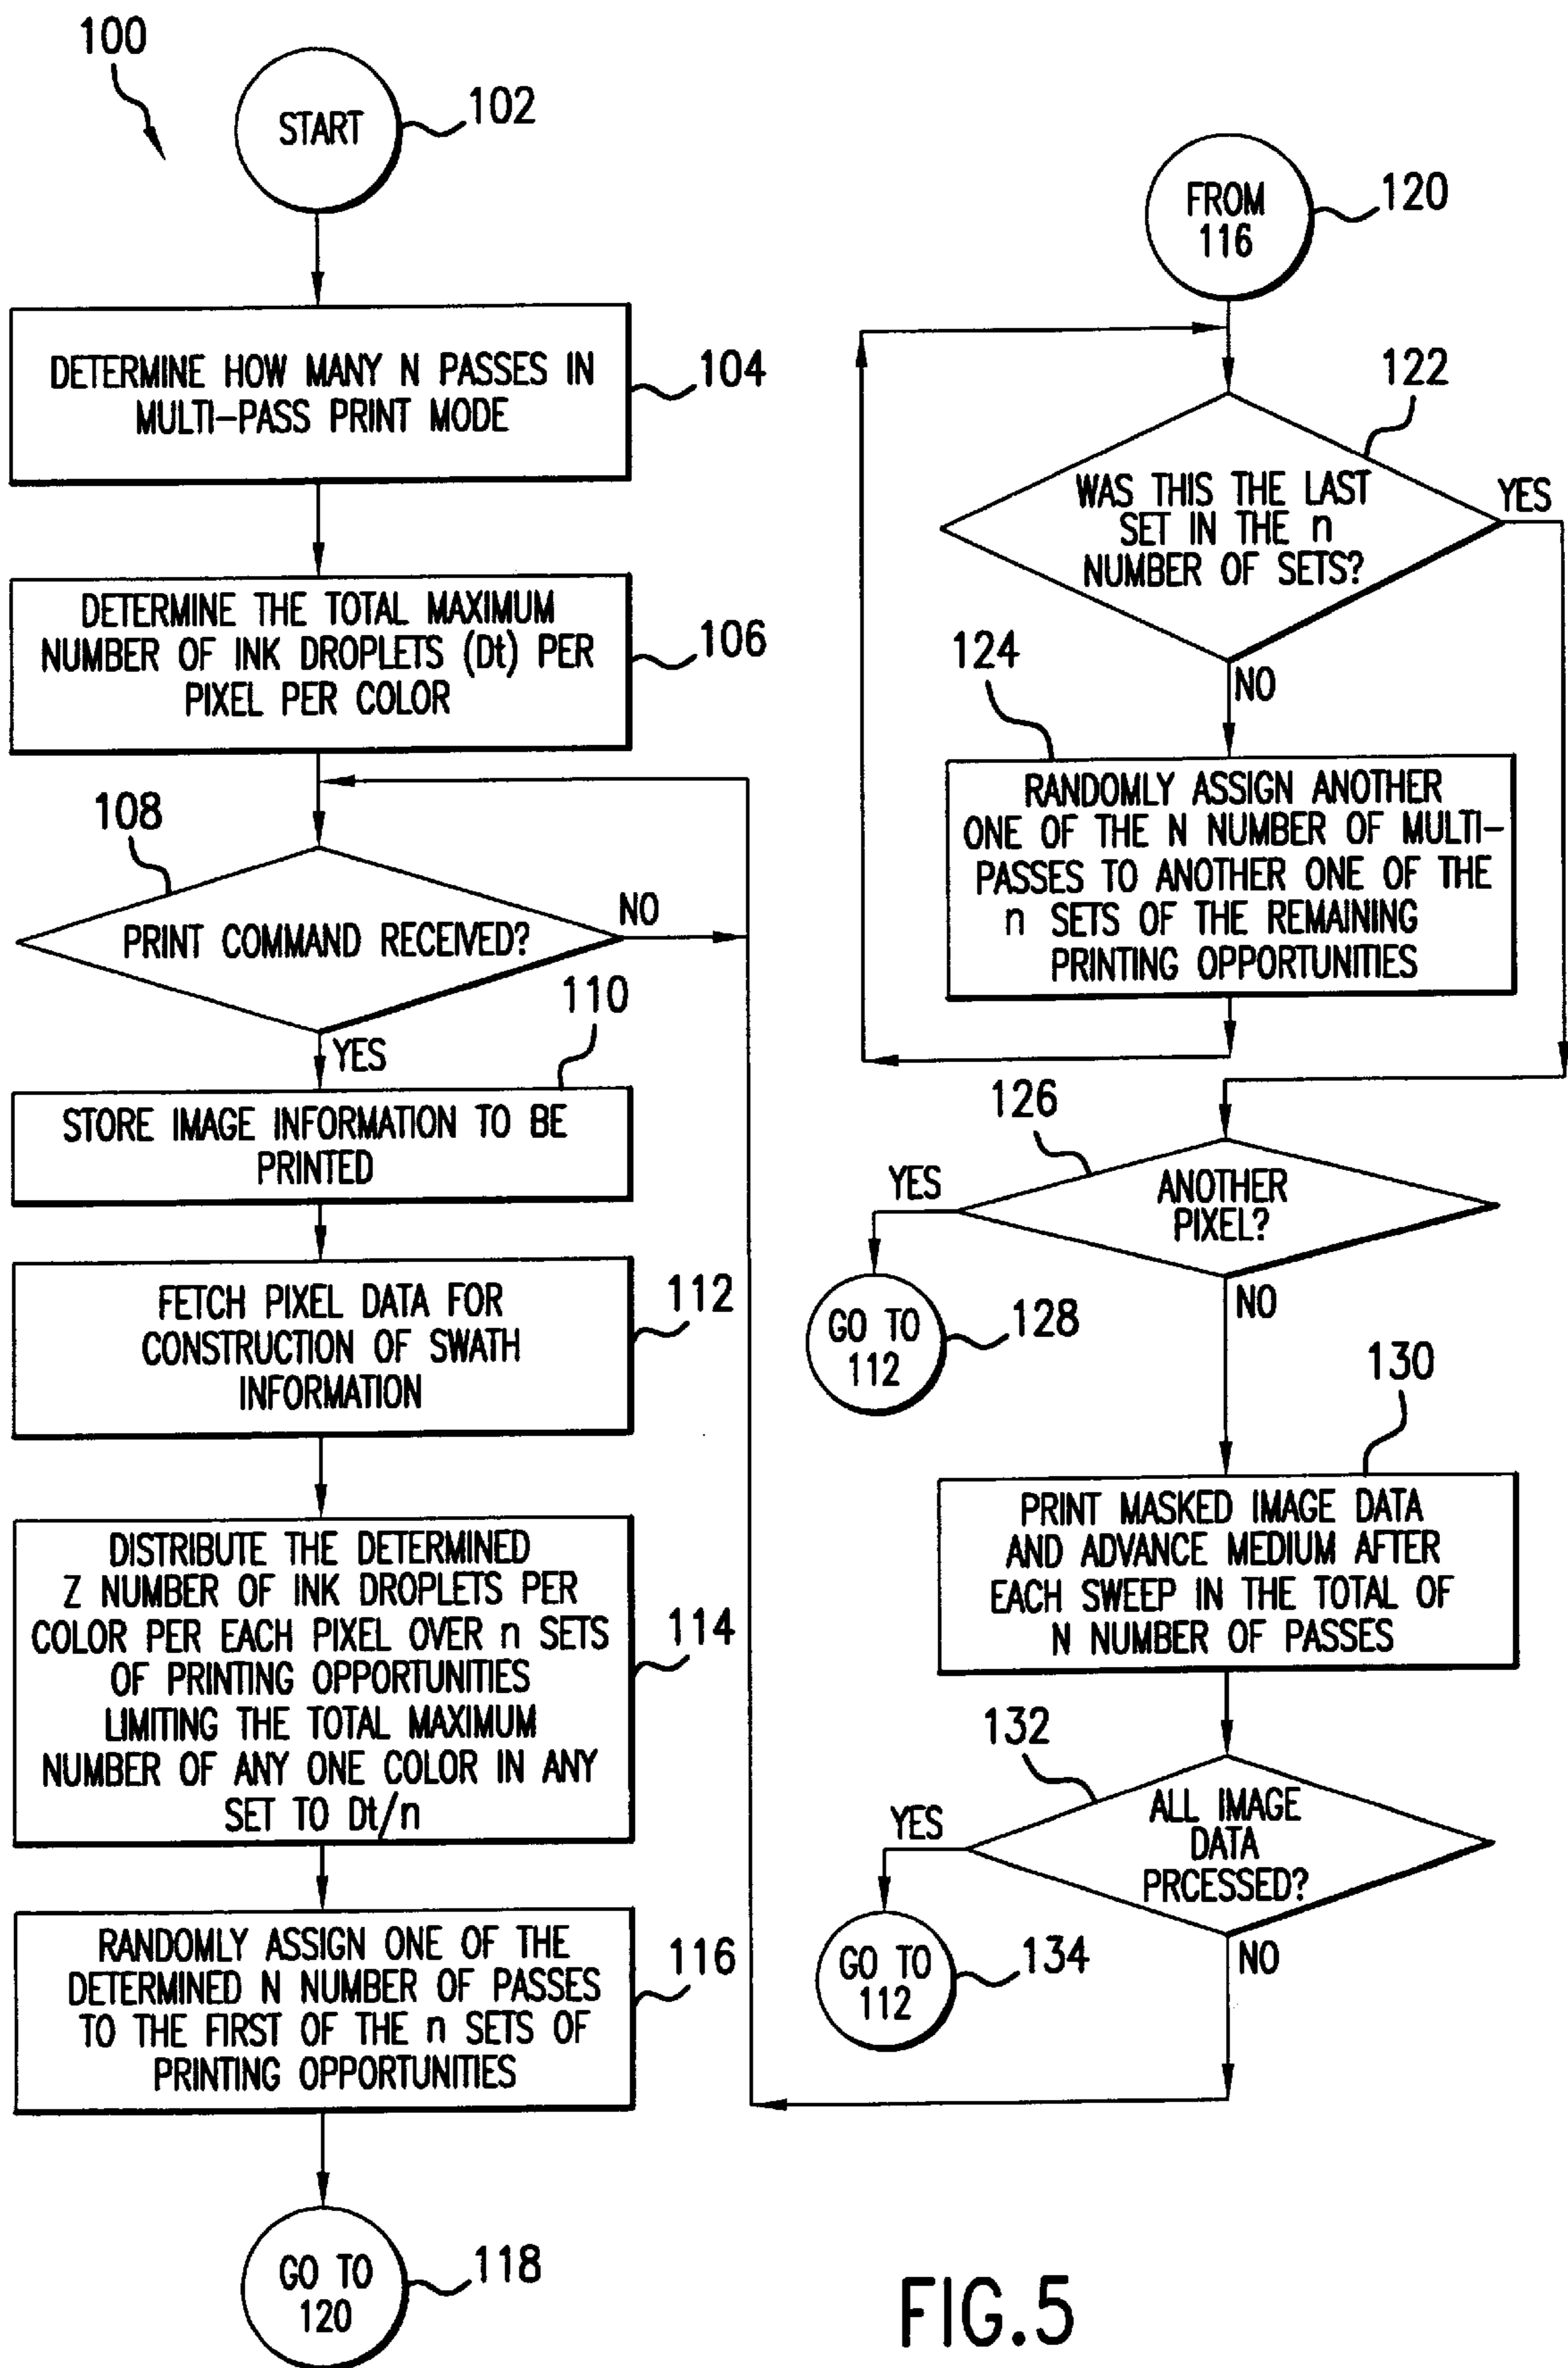 100
START
102
DETERMINE HOW MANY N PASSES IN
MULTI-PASS PRINT MODE
104
DETERMINE THE TOTAL MAXIMUM
NUMBER OF INK DROPLETS (Dt) PER
PIXEL PER COLOR
106
108
PRINT COMMAND RECEIVED?
NO
YES
110
STORE IMAGE INFORMATION TO BE
PRINTED
FETCH PIXEL DATA FOR
CONSTRUCTION OF SWATH
INFORMATION
112
DISTRIBUTE THE DETERMINED
Z NUMBER OF INK DROPLETS PER
COLOR PER EACH PIXEL OVER n SETS
OF PRINTING OPPORTUNITIES
LIMITING THE TOTAL MAXIMUM
NUMBER OF ANY ONE COLOR IN ANY
SET TO Dt/n
114
RANDOMLY ASSIGN ONE OF THE
DETERMINED N NUMBER OF PASSES
TO THE FIRST OF THE n SETS OF
PRINTING OPPORTUNITIES
116
GO TO
120
118
FROM
116
120
122
WAS THIS THE LAST
SET IN THE n
NUMBER OF SETS?
YES
NO
124
RANDOMLY ASSIGN ANOTHER
ONE OF THE N NUMBER OF MULTI-
PASSES TO ANOTHER ONE OF THE
n SETS OF THE REMAINING
PRINTING OPPORTUNITIES
126
ANOTHER
PIXEL?
YES
GO TO
112
128
NO
130
PRINT MASKED IMAGE DATA
AND ADVANCE MEDIUM AFTER
EACH SWEEP IN THE TOTAL OF
N NUMBER OF PASSES
132
ALL IMAGE
DATA
PRCESSED?
YES
GO TO
112
134
NO
FIG.5